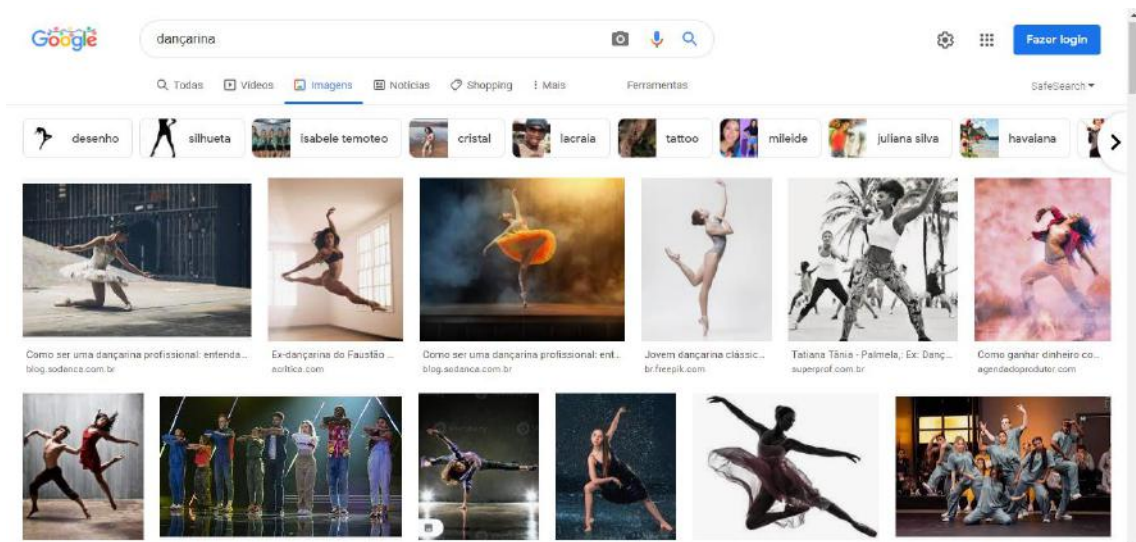 Google
dançarina
Fazer login
Todas Vídeos Imagens Notícias Shopping Mais Ferramentas SafeSearch
desenho silhueta isabele temoteo cristal lacraia tattoo mileide juliana silva havaiana
Como ser uma dançarina profissional: entenda... Ex-dançarina do Faustão ... Como ser uma dançarina profissional: ent... Jovem dançarina clássic... Tatiana Tânia - Palmela,: Ex: Danç... Como ganhar dinheiro co...
blog.sodanca.com.br acritica.com blog.sodanca.com.br br.freepik.com superprof.com.br agendadoprodutor.com